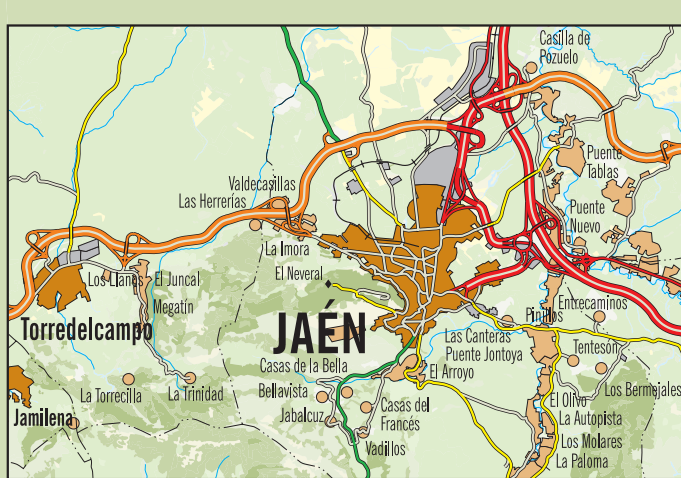 Casilla de
Pozuelo
Puente
Tablas
Valdecasillas
Las Herrerías
Puente
Nuevo
La Imora
El Neveral
Los Llanes
El Juncal
Megatín
Torredelcampo
JAÉN
Entrecaminos
Pinillos
Las Canteras
Puente Jontoya
Tentesón
Casas de la Bella
El Arroyo
La Torrecilla
La Trinidad
Bellavista
Los Bermejales
Jamilena
Jabalcuz
Casas del
Francés
El Olivo
La Autopista
Vadillos
Los Molares
La Paloma